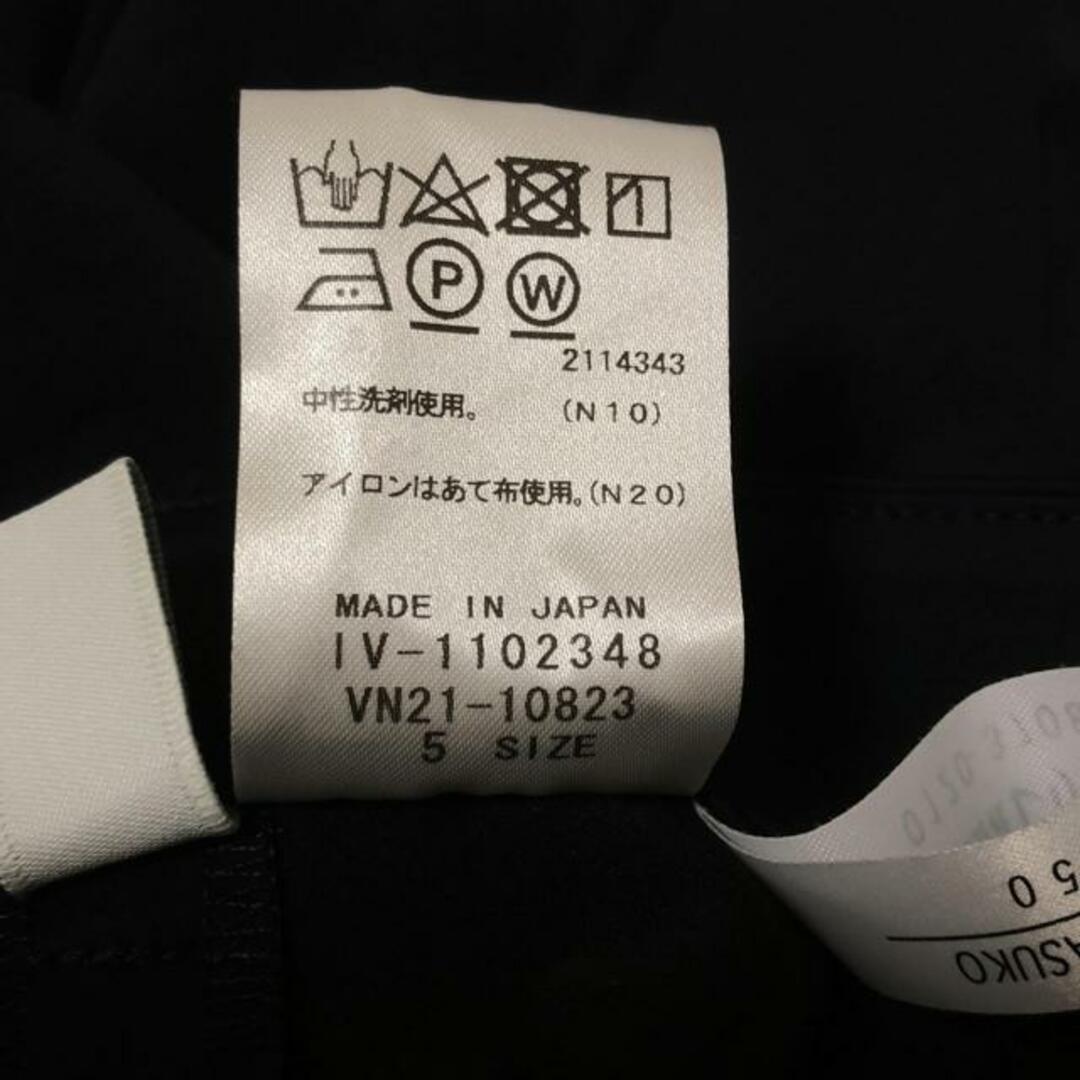 P W
2114343
中性洗剤使用。 (N10)
アイロンはあて布使用。(N20)
MADE IN JAPAN
IV-1102348
VN21-10823
5 SIZE
50
ASUKO